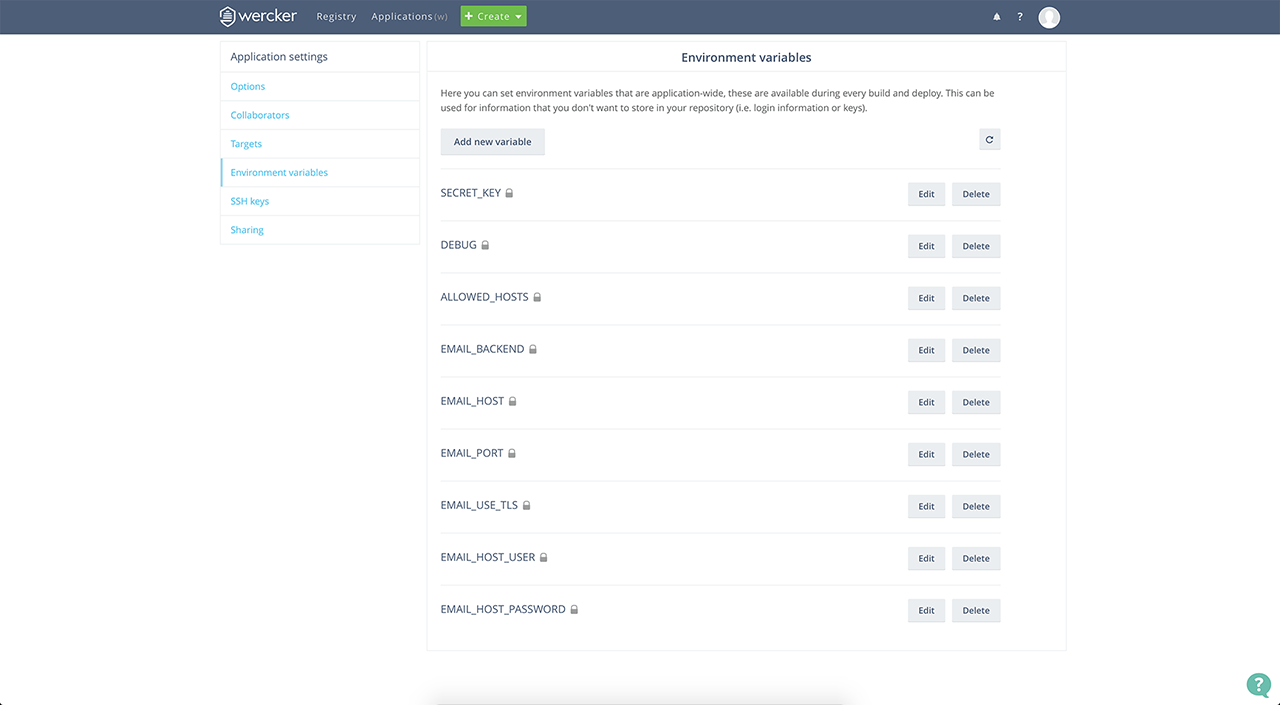 wercker Registry Applications(w) + Create ?
Application settings
Options
Collaborators
Targets
Environment variables
SSH keys
Sharing
Environment variables
Here you can set environment variables that are application-wide, these are available during every build and deploy. This can be
used for information that you don't want to store in your repository (i.e. login information or keys).
Add new variable
SECRET_KEY Edit Delete
DEBUG Edit Delete
ALLOWED_HOSTS Edit Delete
EMAIL_BACKEND Edit Delete
EMAIL_HOST Edit Delete
EMAIL_PORT Edit Delete
EMAIL_USE_TLS Edit Delete
EMAIL_HOST_USER Edit Delete
EMAIL_HOST_PASSWORD Edit Delete
?